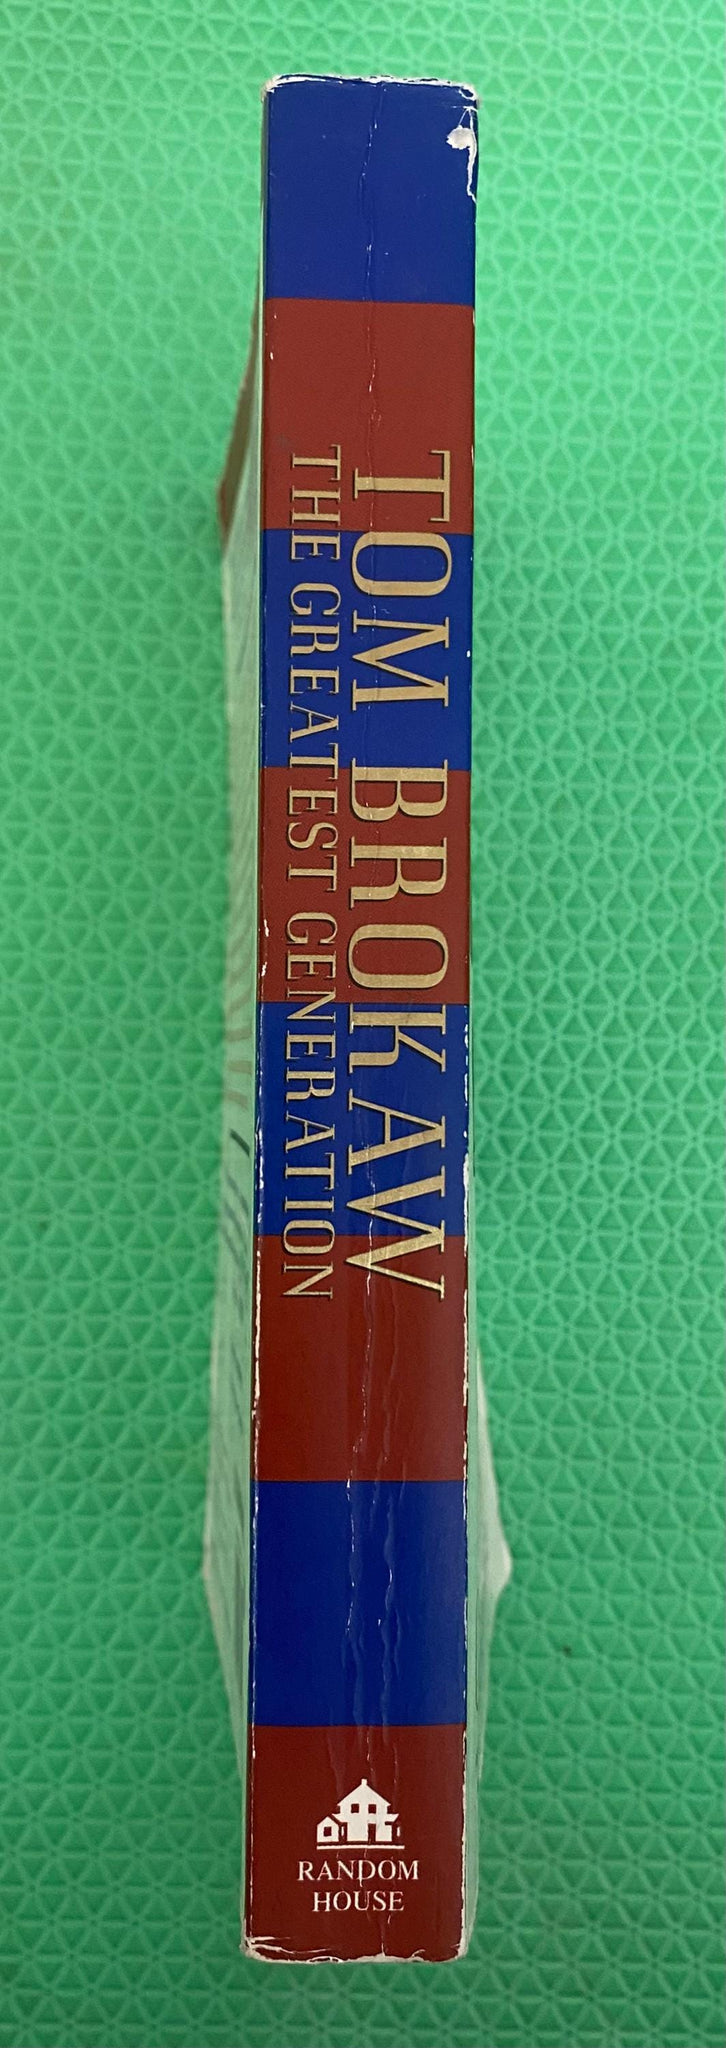 TOM BROKAW
THE GREATEST GENERATION
RANDOM
HOUSE